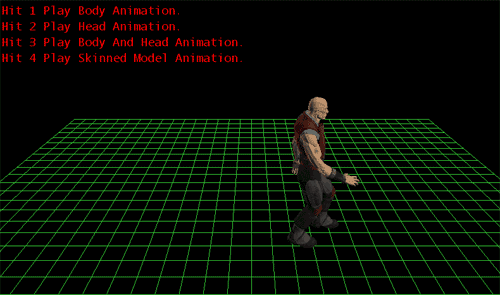 Hit 1 Play Body Animation.
Hit 2 Play Head Animation.
Hit 3 Play Body And Head Animation.
Hit 4 Play Skinned Model Animation.